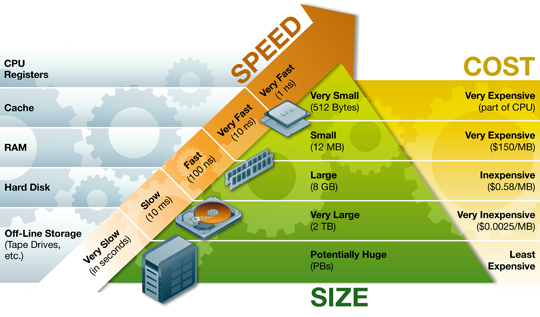 SPEED
COST
CPU
Registers
Very Fast
(1 ns)
Very Small
(512 Bytes)
Very Expensive
(part of CPU)
Cache
Very Fast
(10 ns)
Small
(12 MB)
Very Expensive
($150/MB)
RAM
Fast
(100 ns)
Large
(8 GB)
Inexpensive
($0.58/MB)
Hard Disk
Slow
(10 ms)
Very Large
(2 TB)
Very Inexpensive
($0.0025/MB)
Off-Line Storage
(Tape Drives,
etc.)
Very Slow
(in seconds)
Potentially Huge
(PBs)
Least
Expensive
SIZE